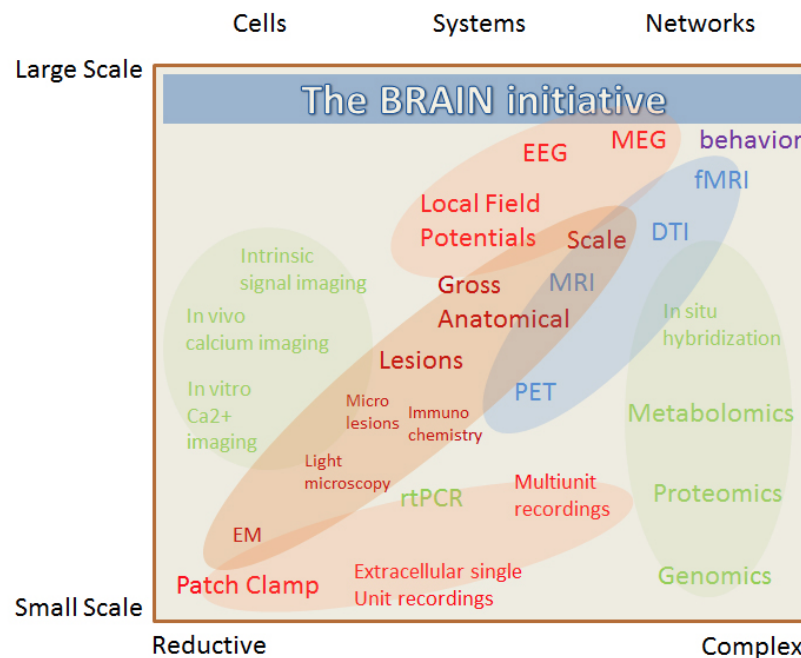 Cells
Systems
Networks
Large Scale
The BRAIN initiative
EEG
MEG
behavior
fMRI
Local Field
Potentials
Scale
DTI
Intrinsic
signal imaging
Gross
Anatomical
MRI
In vivo
calcium imaging
In situ
hybridization
Lesions
In vitro
Ca2+
imaging
Micro
lesions
Immuno
chemistry
PET
Metabolomics
Light
microscopy
rtPCR
Multiunit
recordings
Proteomics
EM
Patch Clamp
Extracellular single
Unit recordings
Genomics
Small Scale
Reductive
Complex